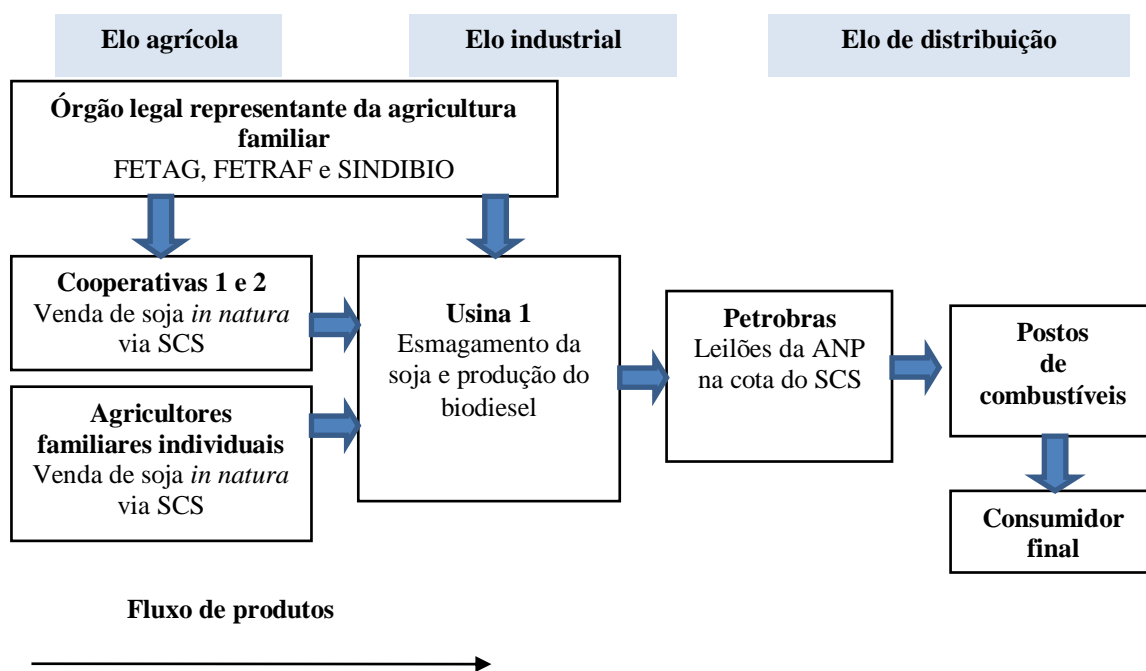 Elo agrícola
Elo industrial
Elo de distribuição
Órgão legal representante da agricultura
familiar
FETAG, FETRAF e SINDIBIO
Cooperativas 1 e 2
Venda de soja in natura
via SCS
Agricultores
familiares individuais
Venda de soja in natura
via SCS
Usina 1
Esmagamento da
soja e produção do
biodiesel
Petrobras
Leilões da ANP
na cota do SCS
Postos
de
combustíveis
Consumidor
final
Fluxo de produtos